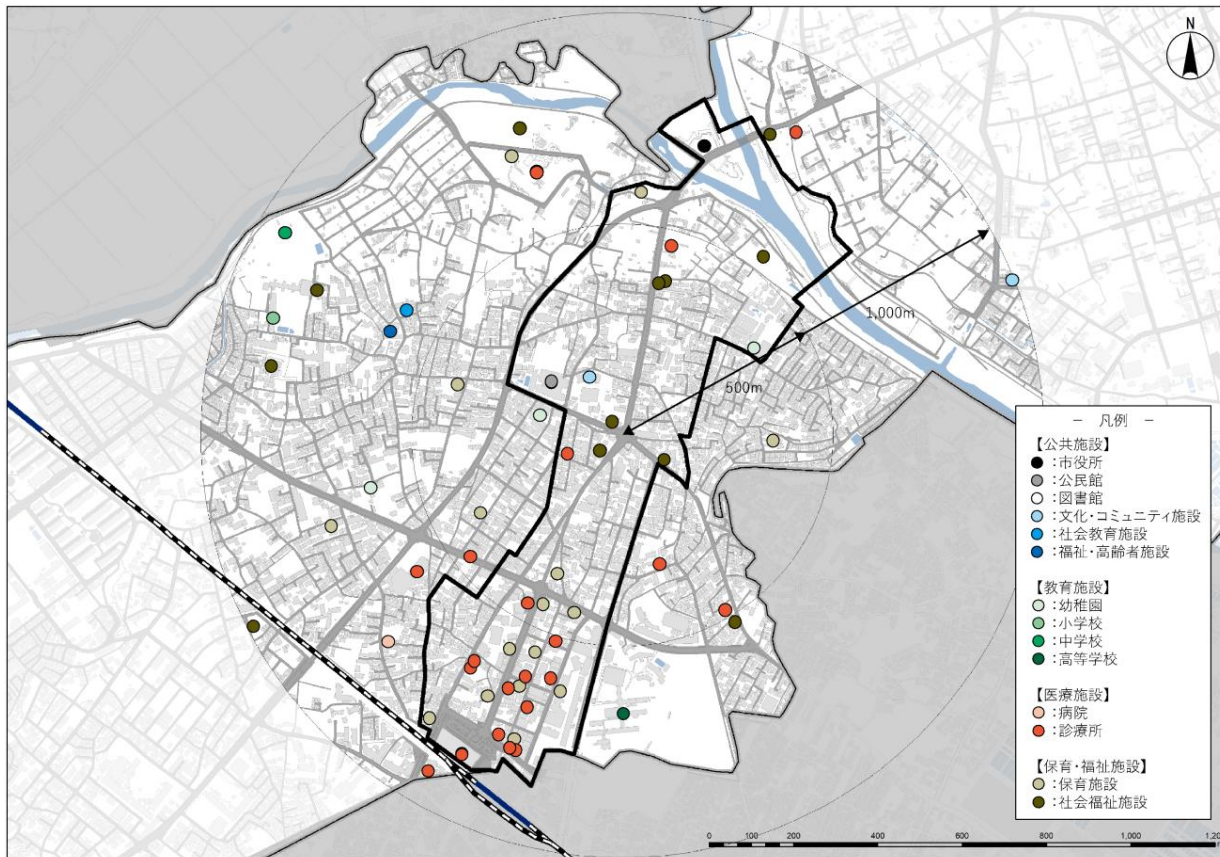 N
1,000m
500m
― 凡例 ―
【公共施設】
:市役所
:公民館
:図書館
:文化・コミュニティ施設
:社会教育施設
:福祉・高齢者施設
【教育施設】
:幼稚園
:小学校
:中学校
:高等学校
【医療施設】
:病院
:診療所
【保育・福祉施設】
:保育施設
:社会福祉施設
0 100 200 400 600 800 1,000 1,20